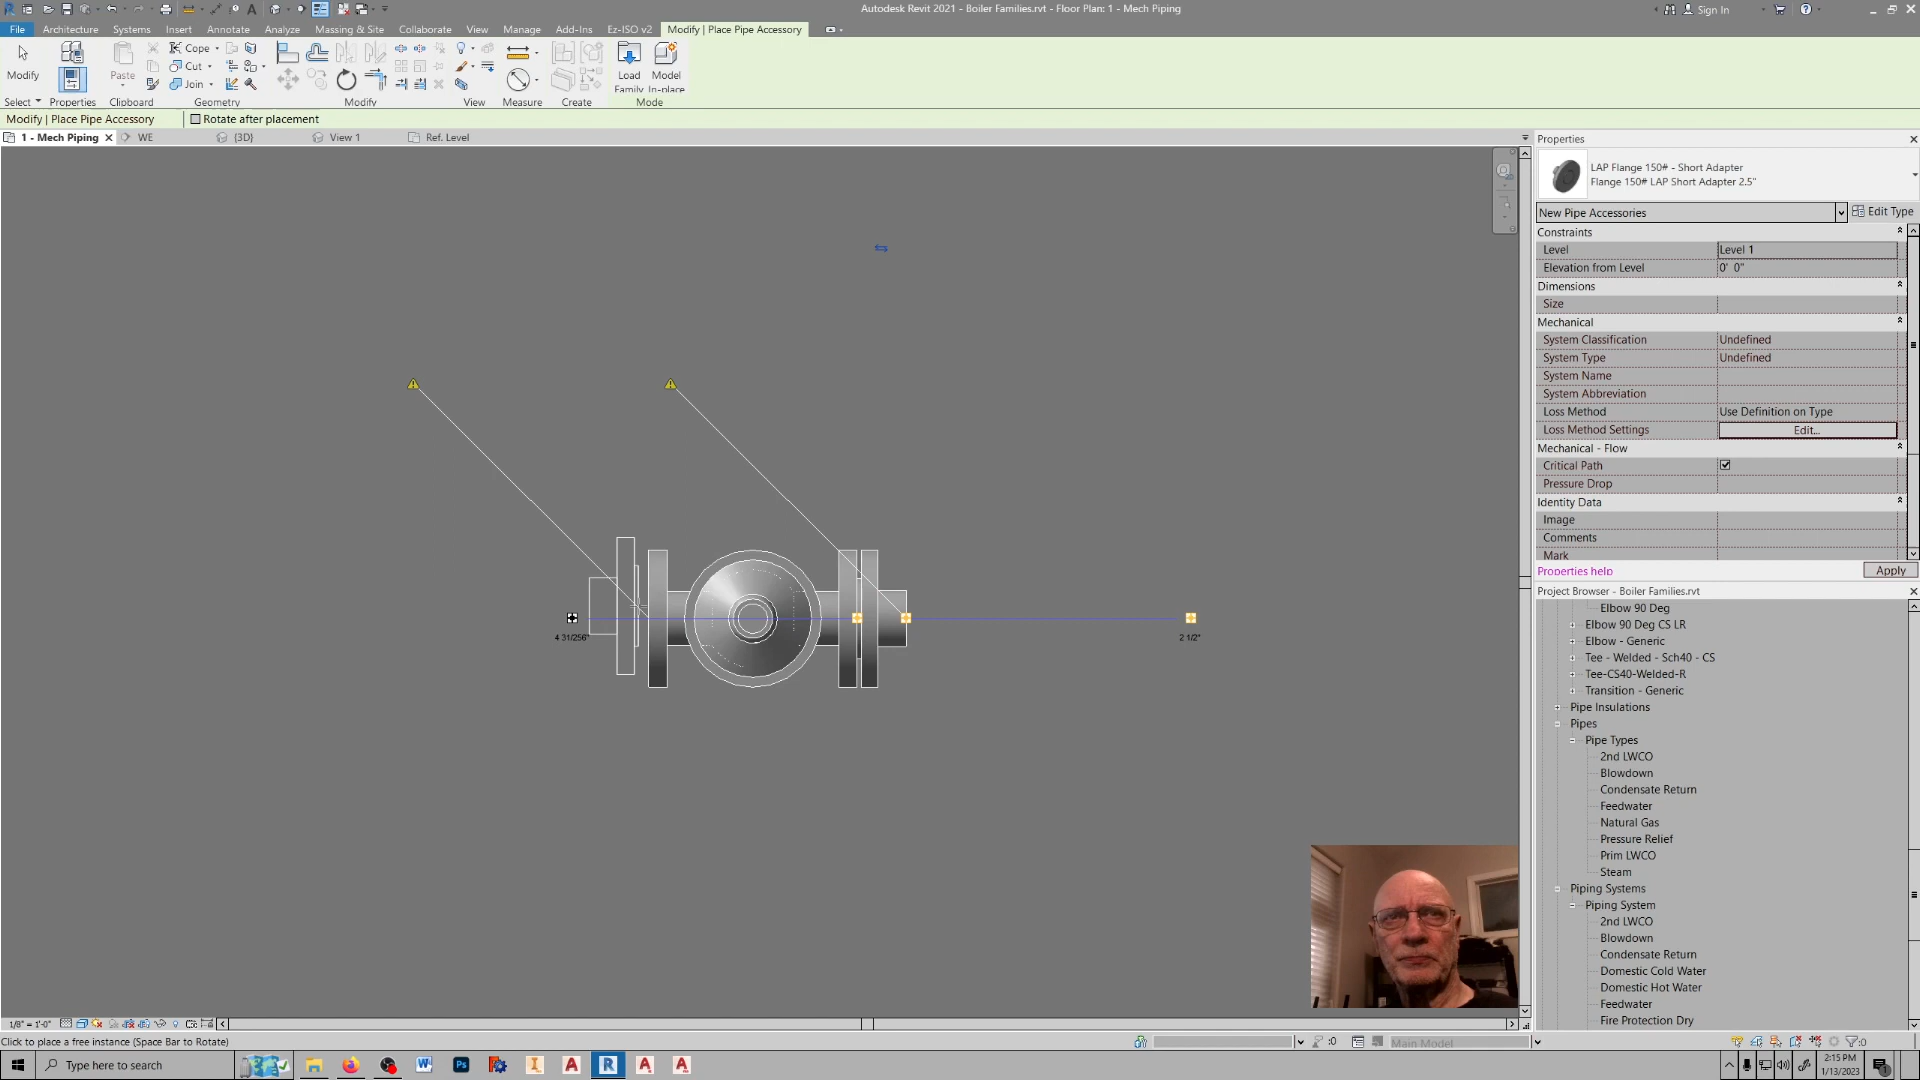 Autodesk Revit 2021 - Boiler Families.rvt - Floor Plan: 1 - Mech Piping
Sign In
File Architecture Systems Insert Annotate Analyze Massing & Site Collaborate View Manage Add-Ins Ez-ISO v2 Modify | Place Pipe Accessory
Modify
Paste
Cope
Cut
Join
Load Family
Model In-place
Select Properties Clipboard Geometry Modify View Measure Create Mode
Modify | Place Pipe Accessory Rotate after placement
1 - Mech Piping WE {3D} View 1 Ref. Level
4 31/256"
2 1/2"
Properties
LAP Flange 150# - Short Adapter
Flange 150# LAP Short Adapter 2.5"
New Pipe Accessories Edit Type
Constraints
Level Level 1
Elevation from Level 0' 0"
Dimensions
Size
Mechanical
System Classification Undefined
System Type Undefined
System Name
System Abbreviation
Loss Method Use Definition on Type
Loss Method Settings Edit...
Mechanical - Flow
Critical Path
Pressure Drop
Identity Data
Image
Comments
Mark
Properties help Apply
Project Browser - Boiler Families.rvt
Elbow 90 Deg
Elbow 90 Deg CS LR
Elbow - Generic
Tee - Welded - Sch40 - CS
Tee-CS40-Welded-R
Transition - Generic
Pipe Insulations
Pipes
Pipe Types
2nd LWCO
Blowdown
Condensate Return
Feedwater
Natural Gas
Pressure Relief
Prim LWCO
Steam
Piping Systems
Piping System
2nd LWCO
Blowdown
Condensate Return
Domestic Cold Water
Domestic Hot Water
Feedwater
Fire Protection Dry
1/8" = 1'-0"
Click to place a free instance (Space Bar to Rotate)
:0
Main Model
:0
Type here to search
2:15 PM
1/13/2023